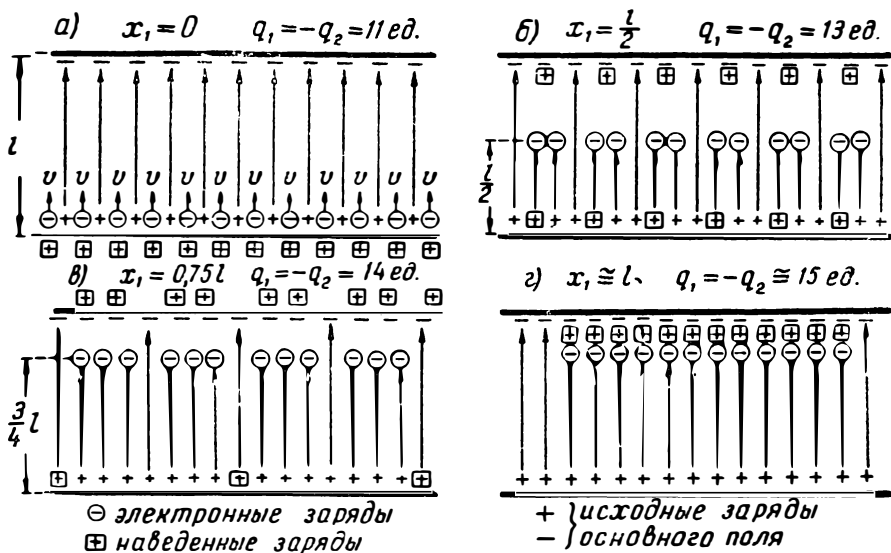 а) x₁=0 q₁=−q₂=11 ед.
б) x₁=l/2 q₁=−q₂=13 ед.
l
υ υ υ υ υ υ υ υ υ υ υ υ
l/2
в) x₁=0,75l q₁=−q₂=14 ед.
г) x₁≅l. q₁=−q₂≅15 ед.
3/4 l
⊖ электронные заряды
⊞ наведенные заряды
+ } исходные заряды
− } основного поля